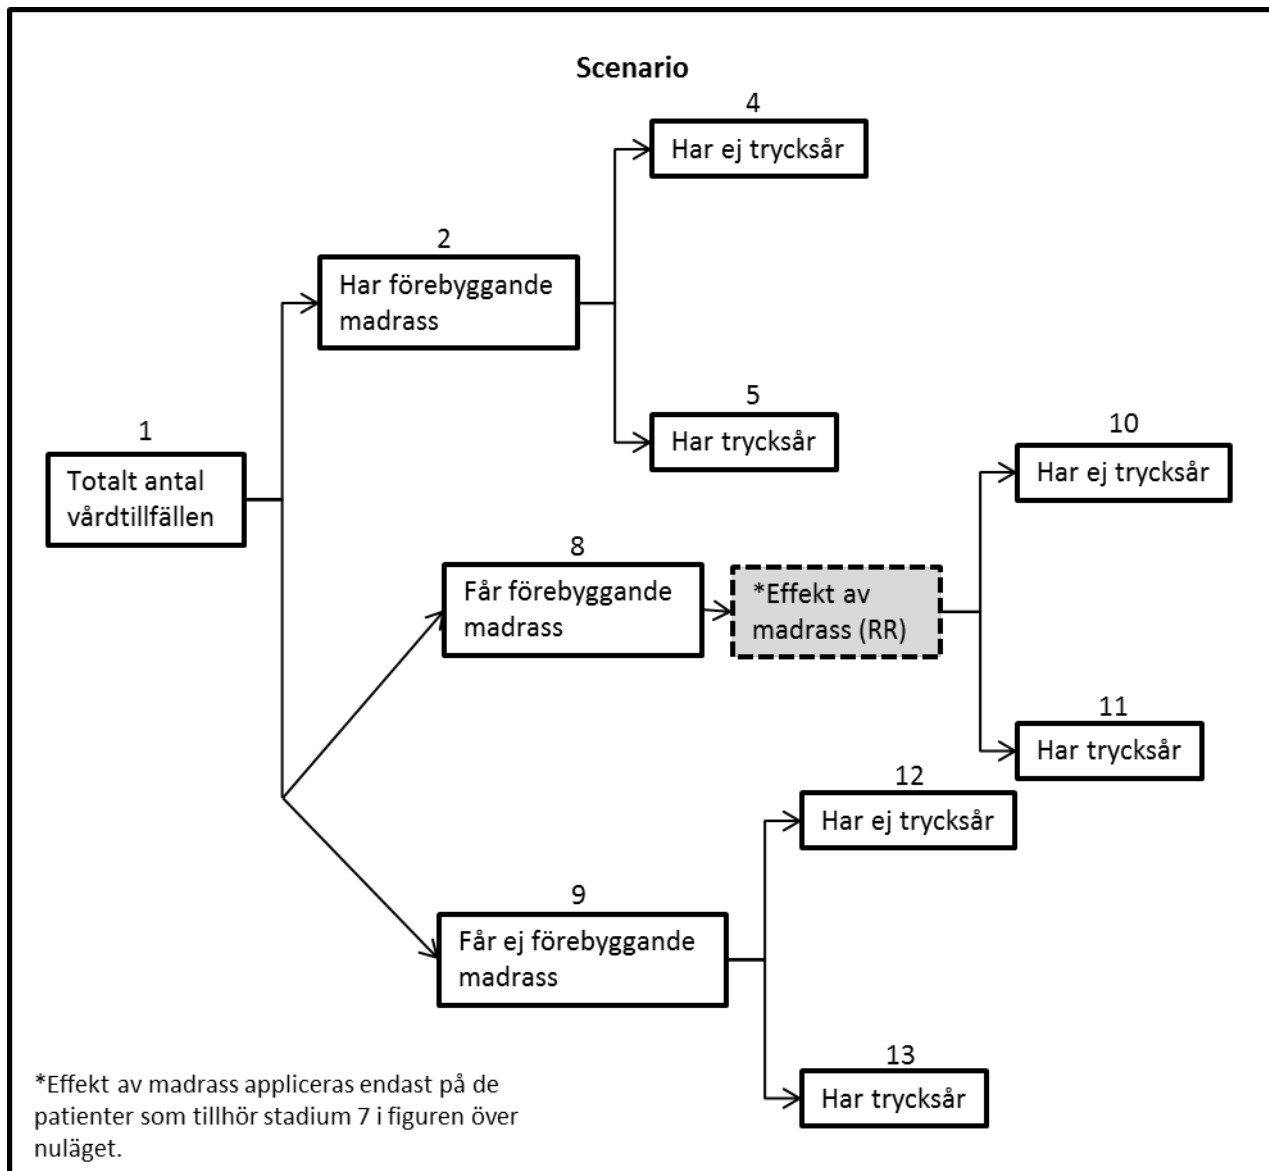 Scenario
4
Har ej trycksår
2
Har förebyggande
madrass
5
Har trycksår
1
Totalt antal
vårdtillfällen
10
Har ej trycksår
8
Får förebyggande
madrass
*Effekt av
madrass (RR)
11
Har trycksår
12
Har ej trycksår
9
Får ej förebyggande
madrass
13
Har trycksår
*Effekt av madrass appliceras endast på de
patienter som tillhör stadium 7 i figuren över
nuläget.